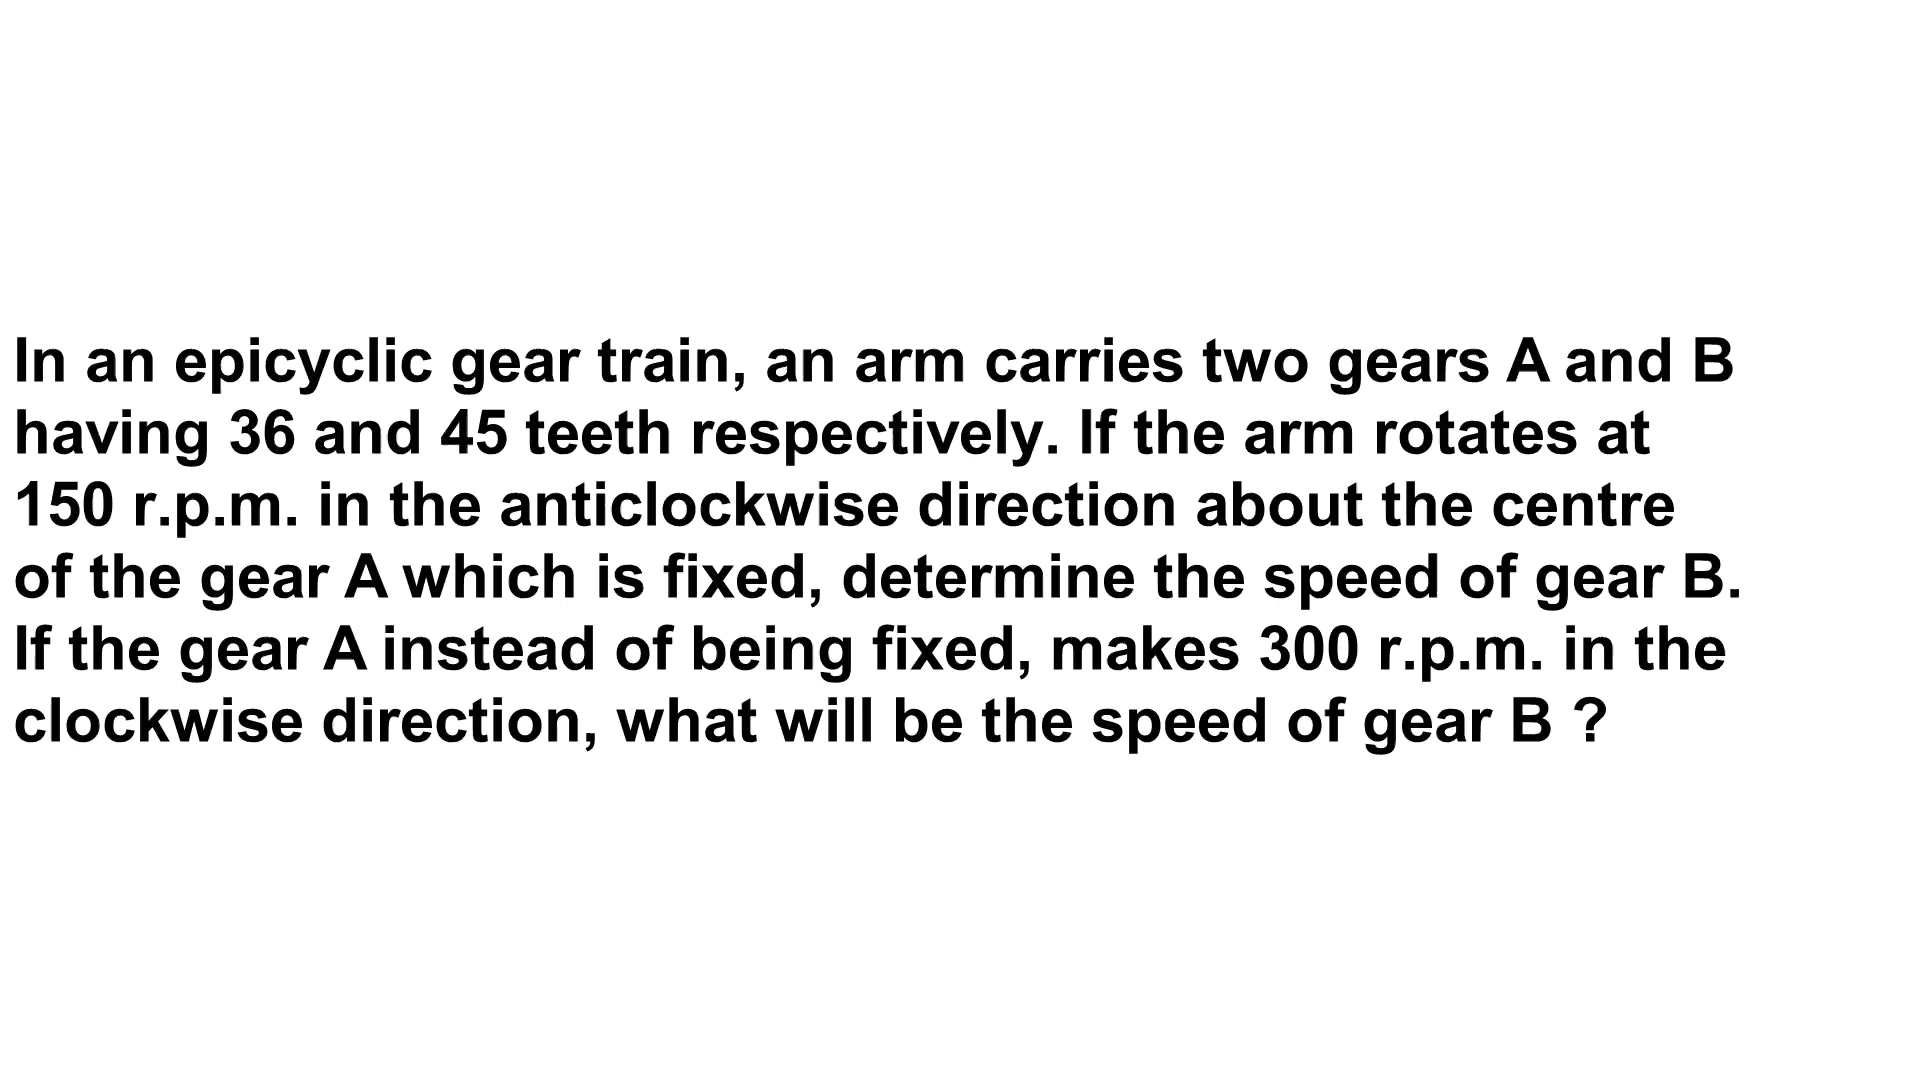 In an epicyclic gear train, an arm carries two gears A and B
having 36 and 45 teeth respectively. If the arm rotates at
150 r.p.m. in the anticlockwise direction about the centre
of the gear A which is fixed, determine the speed of gear B.
If the gear A instead of being fixed, makes 300 r.p.m. in the
clockwise direction, what will be the speed of gear B ?